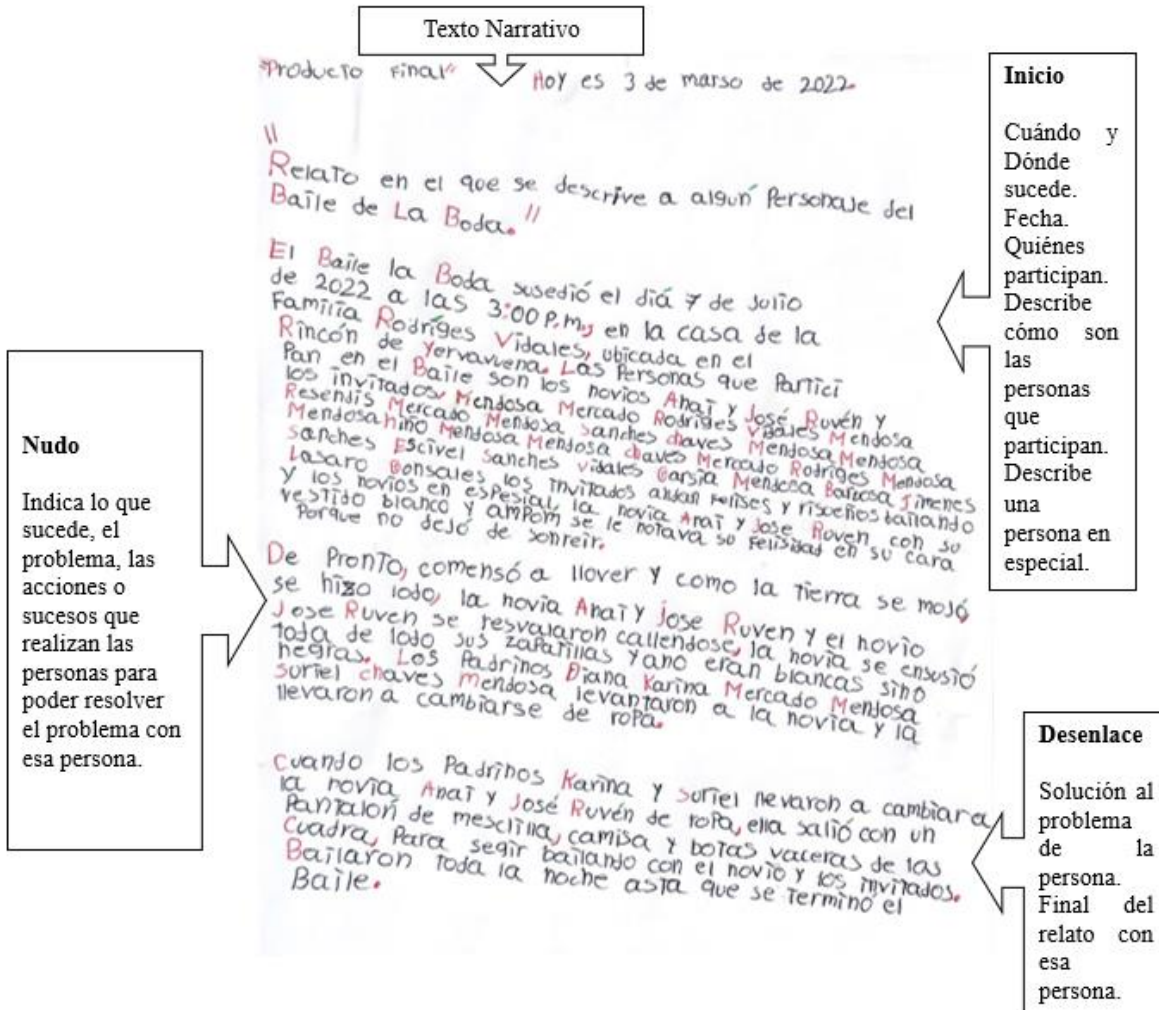 Texto Narrativo
"Producto Final" Hoy es 3 de marso de 2022.
"Relato en el que se descrive a algún Personaje del
Baile de La Boda."
El Baile la Boda susedió el diá 7 de Julio
de 2022 a las 3:00 P.m., en la casa de la
Familia Rodríges Vidales, ubicada en el
Rincón de Yervavuena. Las Personas que Partici
Pan en el Baile son los novios Anaí y José Ruvén y
los invitados Mendosa Mercado Rodríges Vidales Mendosa
Resendis Mercado Mendosa Sanches chaves Mendosa Mendosa
Mendosa Niño Mendosa Mendosa chaves Mercado Rodriges Mendosa
Sanches Escivel Sanches Vidales Garsia Mendosa Barcosa Jimenes
Lasaro Gonsales los invitados andan felises y risoeños bailando
y los novios en espesial, la novia Anaí y Jose Ruven con su
vestido blanco y ampom se le notava su felisidad en su cara
Porque no dejó de sonreir.
De Pronto, comensó a llover y como la tierra se mojó,
se hizo lodo, la novia Anaí y Jose Ruven y el novio
Jose Ruven se resvalaron callendose, la novia se ensusió
toda de lodo sus zapatillas yano eran blancas sino
negras. Los Padrinos Diana Karina Mercado Mendosa
Suriel chaves Mendosa levantaron a la novia y la
llevaron a cambiarse de ropa.
Cuando los Padrinos Karina y Suriel llevaron a cambiar a
la novia Anaí y José Ruvén de ropa, ella salió con un
Pantalón de mesclilla, camisa y botas vaceras de las
Cuadra, Para segir bailando con el novio y los invitados.
Bailaron toda la noche asta que se terminó el
Baile.
Inicio
Cuándo y
Dónde
sucede.
Fecha.
Quiénes
participan.
Describe
cómo son
las
personas
que
participan.
Describe
una
persona en
especial.
Nudo
Indica lo que
sucede, el
problema, las
acciones o
sucesos que
realizan las
personas para
poder resolver
el problema con
esa persona.
Desenlace
Solución al
problema
de la
persona.
Final del
relato con
esa
persona.